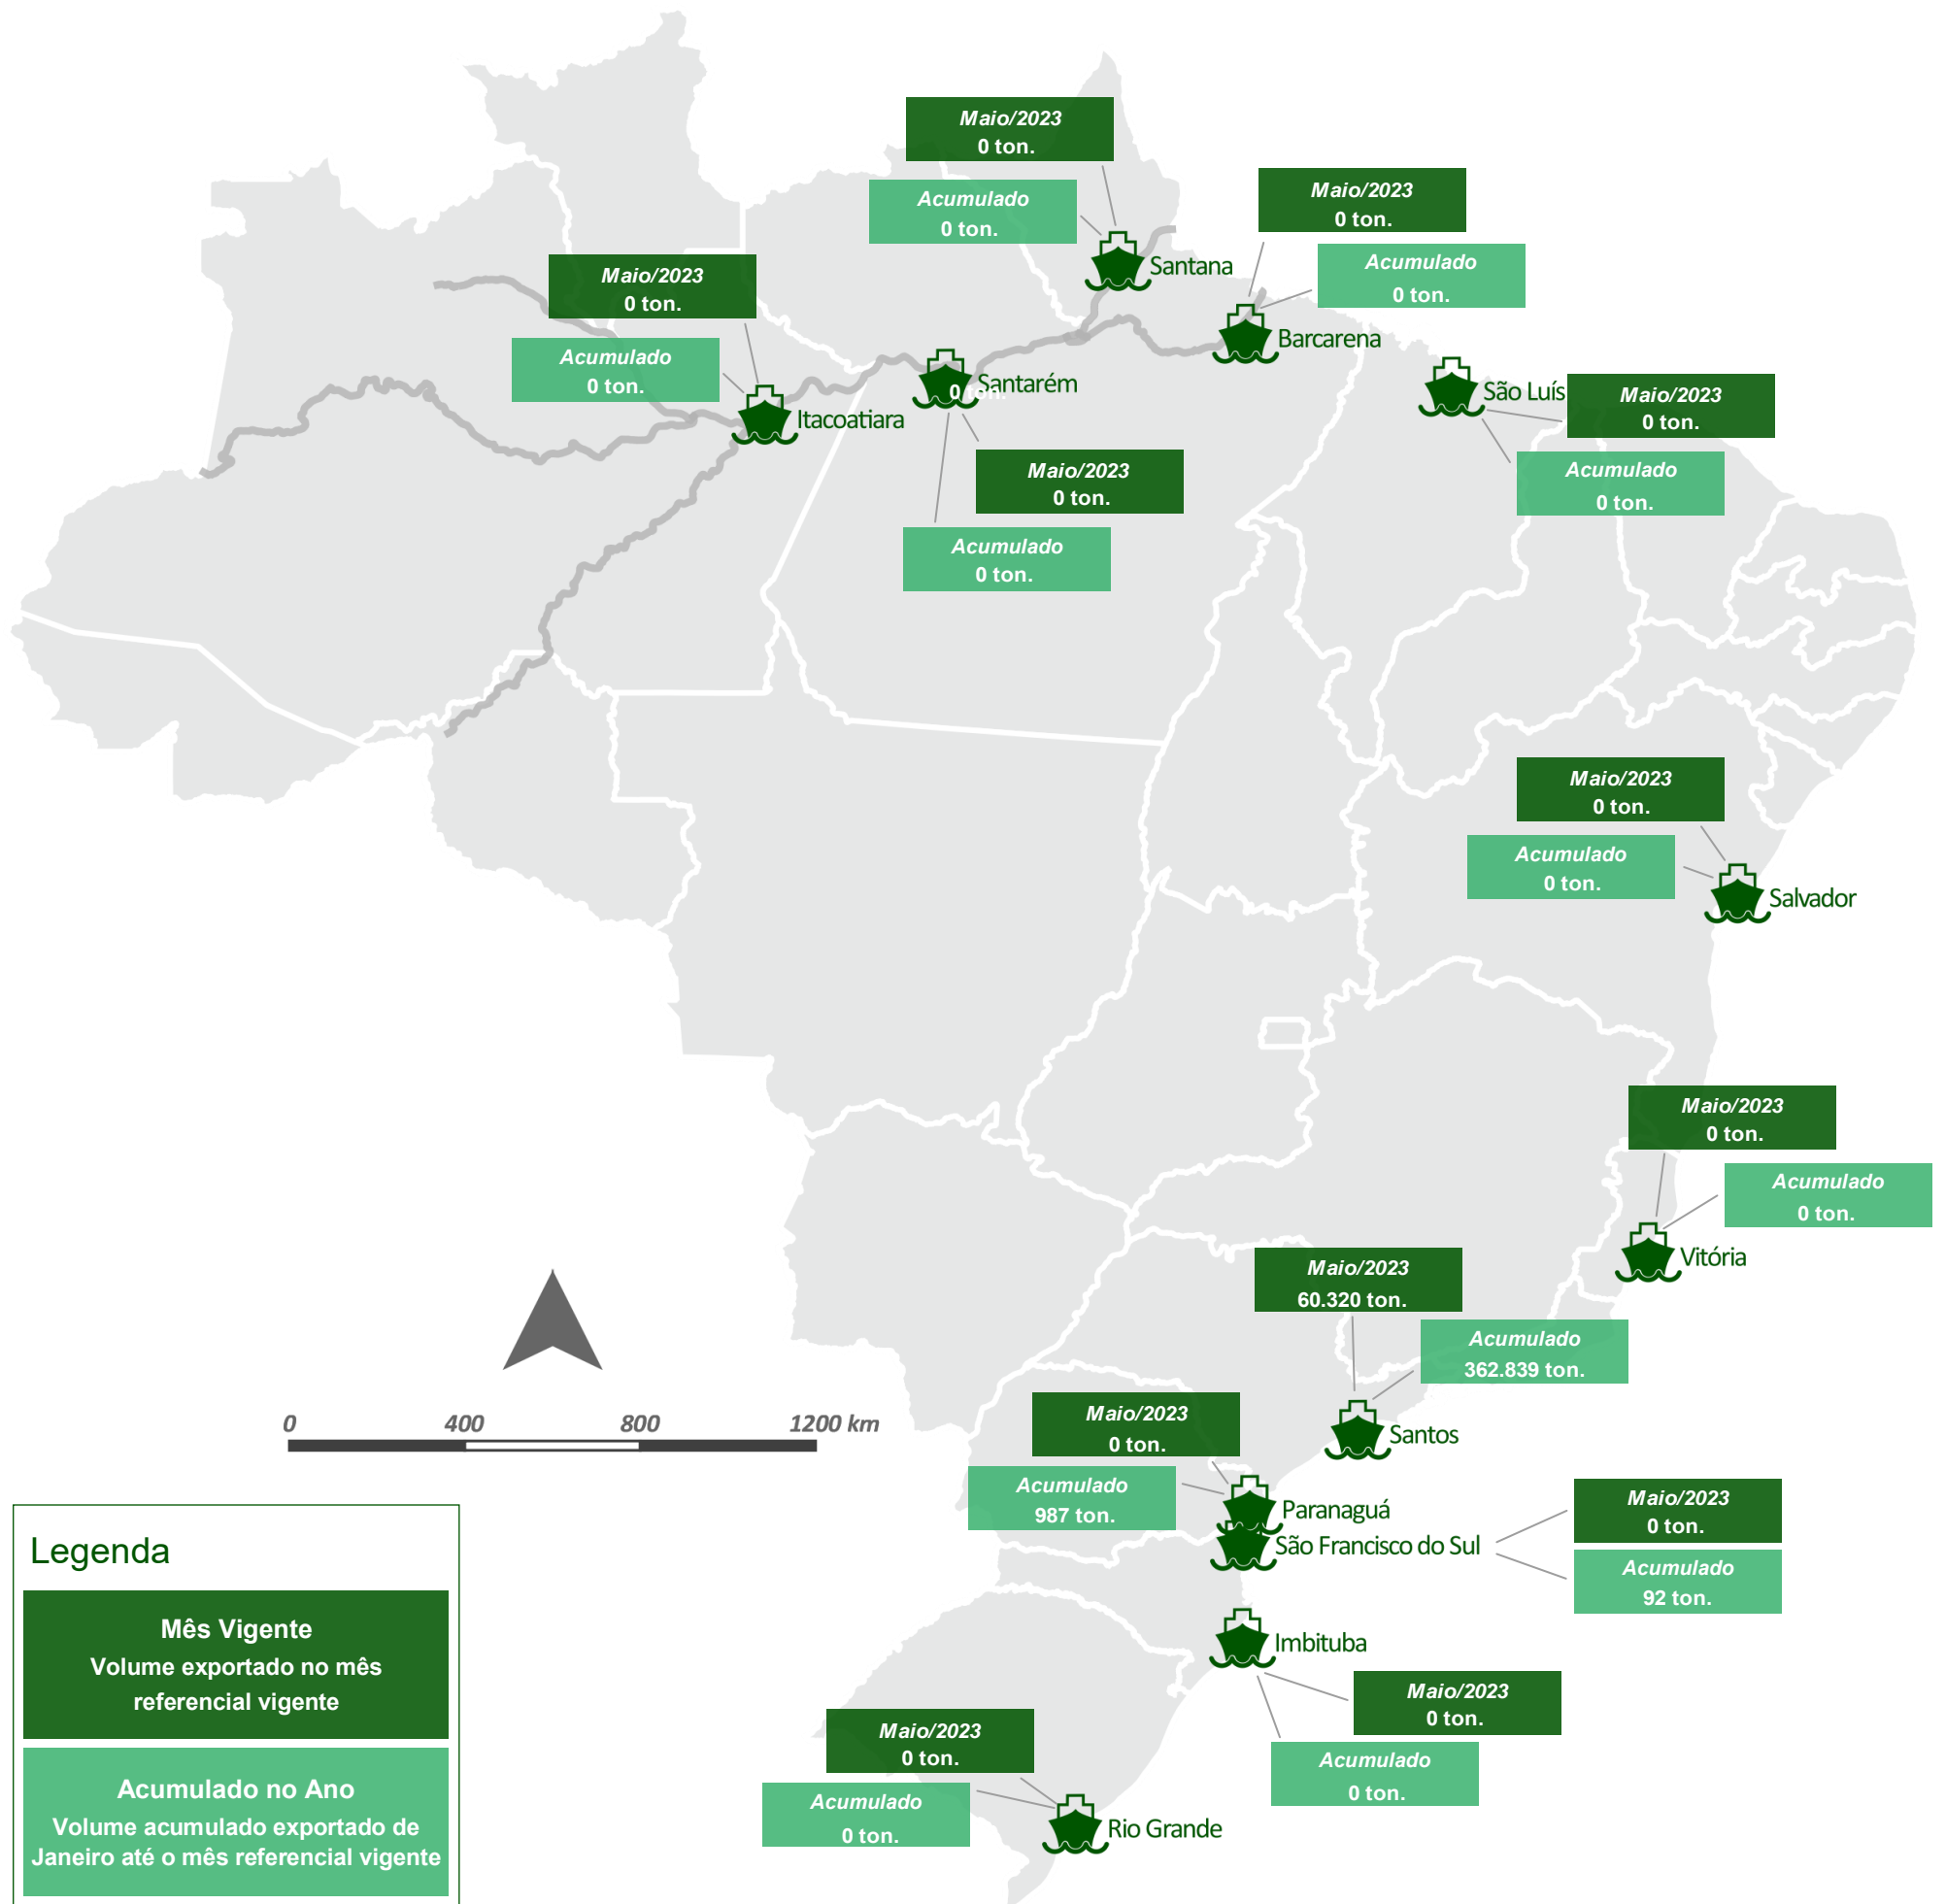 Maio/2023
0 ton.
Acumulado
0 ton.
Santana
Maio/2023
0 ton.
Acumulado
0 ton.
Barcarena
Maio/2023
0 ton.
Acumulado
0 ton.
Itacoatiara
Santarém
0 ton.
Maio/2023
0 ton.
Acumulado
0 ton.
São Luís
Maio/2023
0 ton.
Acumulado
0 ton.
Maio/2023
0 ton.
Acumulado
0 ton.
Salvador
Maio/2023
0 ton.
Acumulado
0 ton.
Vitória
Maio/2023
60.320 ton.
Acumulado
362.839 ton.
Santos
Maio/2023
0 ton.
Acumulado
987 ton.
Paranaguá
São Francisco do Sul
Maio/2023
0 ton.
Acumulado
92 ton.
Imbituba
Maio/2023
0 ton.
Acumulado
0 ton.
Maio/2023
0 ton.
Acumulado
0 ton.
Rio Grande
0 400 800 1200 km
Legenda
Mês Vigente
Volume exportado no mês
referencial vigente
Acumulado no Ano
Volume acumulado exportado de
Janeiro até o mês referencial vigente